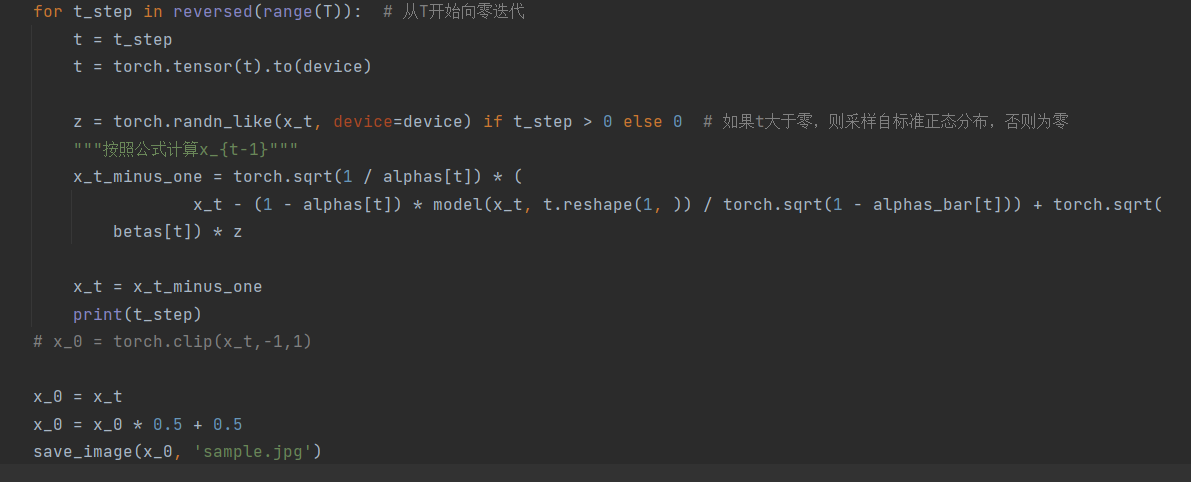 for t_step in reversed(range(T)):  # 从T开始向零迭代
    t = t_step
    t = torch.tensor(t).to(device)

    z = torch.randn_like(x_t, device=device) if t_step > 0 else 0  # 如果t大于零，则采样自标准正态分布，否则为零
    """按照公式计算x_{t-1}"""
    x_t_minus_one = torch.sqrt(1 / alphas[t]) * (
                x_t - (1 - alphas[t]) * model(x_t, t.reshape(1, )) / torch.sqrt(1 - alphas_bar[t])) + torch.sqrt(
        betas[t]) * z

    x_t = x_t_minus_one
    print(t_step)
# x_0 = torch.clip(x_t,-1,1)

x_0 = x_t
x_0 = x_0 * 0.5 + 0.5
save_image(x_0, 'sample.jpg')